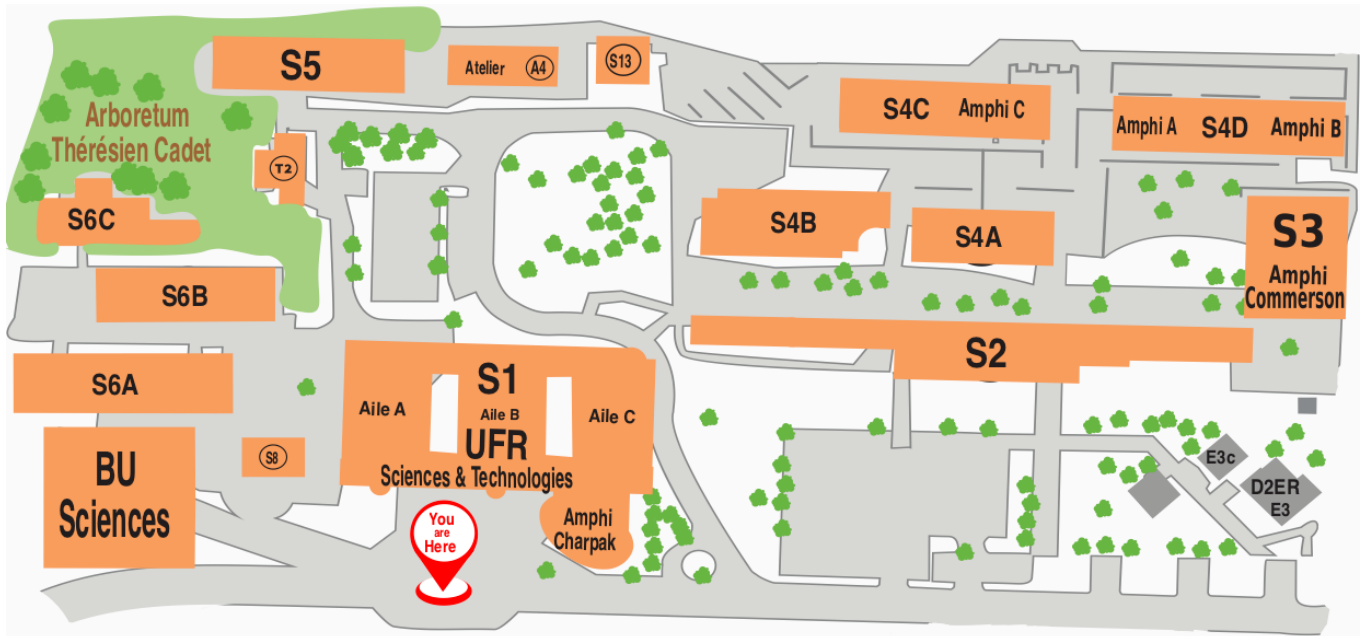 S5
Atelier A4
S13
S4C Amphi C
Amphi A S4D Amphi B
Arboretum
Thérésien Cadet
T2
S6C
S4B
S4A
S3
Amphi
Commerson
S6B
S2
S6A
S1
Aile A
Aile B
Aile C
UFR
Sciences & Technologies
S8
BU
Sciences
E3c
D2ER
E3
You
are
Here
Amphi
Charpak